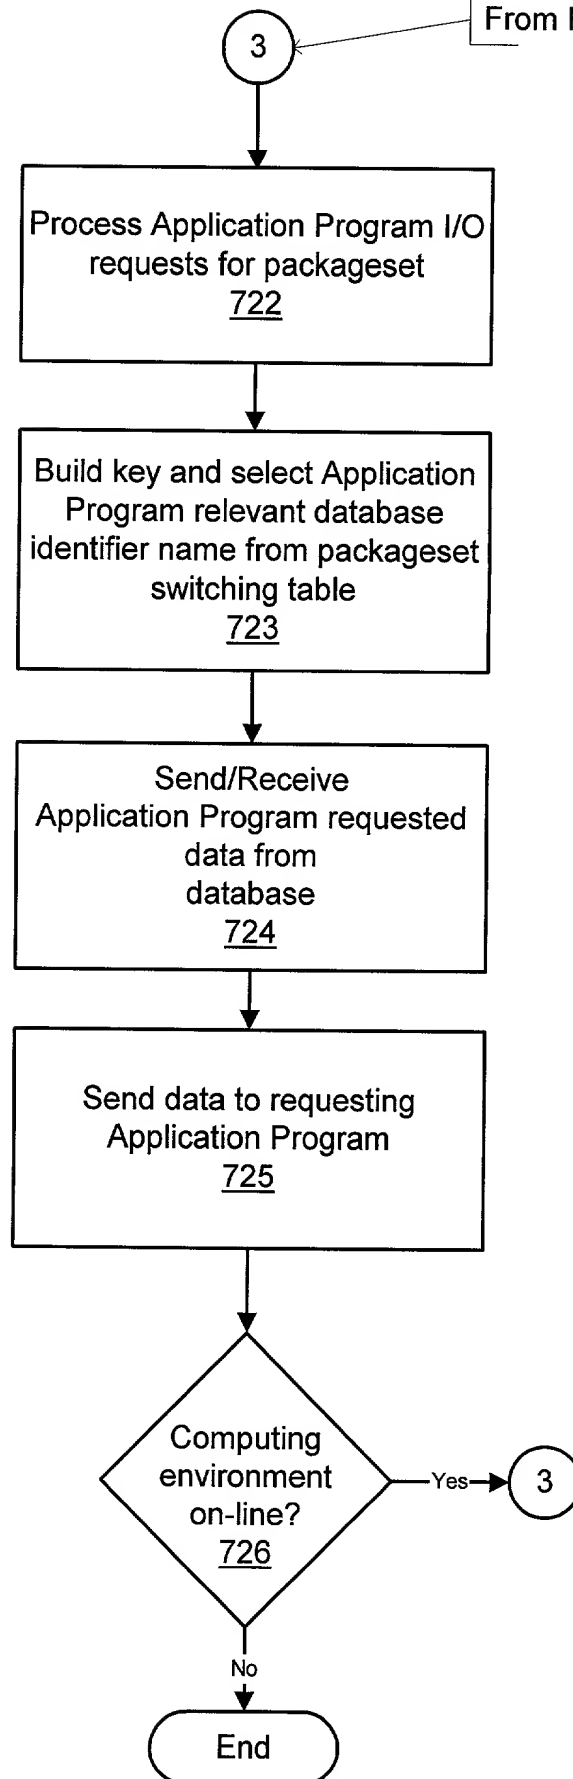 From
3
Process Application Program I/O
requests for packageset
722
Build key and select Application
Program relevant database
identifier name from packageset
switching table
723
Send/Receive
Application Program requested
data from
database
724
Send data to requesting
Application Program
725
Computing
environment
on-line?
726
Yes
3
No
End